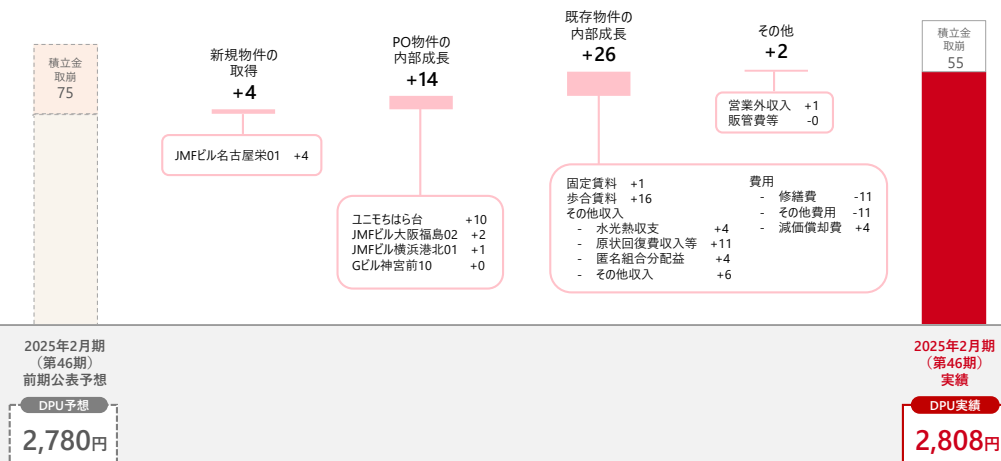 積立金
取崩
75
新規物件の
取得
+4
JMFビル名古屋栄01 +4
PO物件の
内部成長
+14
ユニモちはら台 +10
JMFビル大阪福島02 +2
JMFビル横浜港北01 +1
Gビル神宮前10 +0
既存物件の
内部成長
+26
固定賃料 +1
歩合賃料 +16
その他収入
- 水光熱収支 +4
- 原状回復費収入等 +11
- 匿名組合分配益 +4
- その他収入 +6
費用
- 修繕費 -11
- その他費用 -11
- 減価償却費 +4
その他
+2
営業外収入 +1
販管費等 -0
積立金
取崩
55
2025年2月期
（第46期）
前期公表予想
DPU予想
2,780円
2025年2月期
（第46期）
実績
DPU実績
2,808円